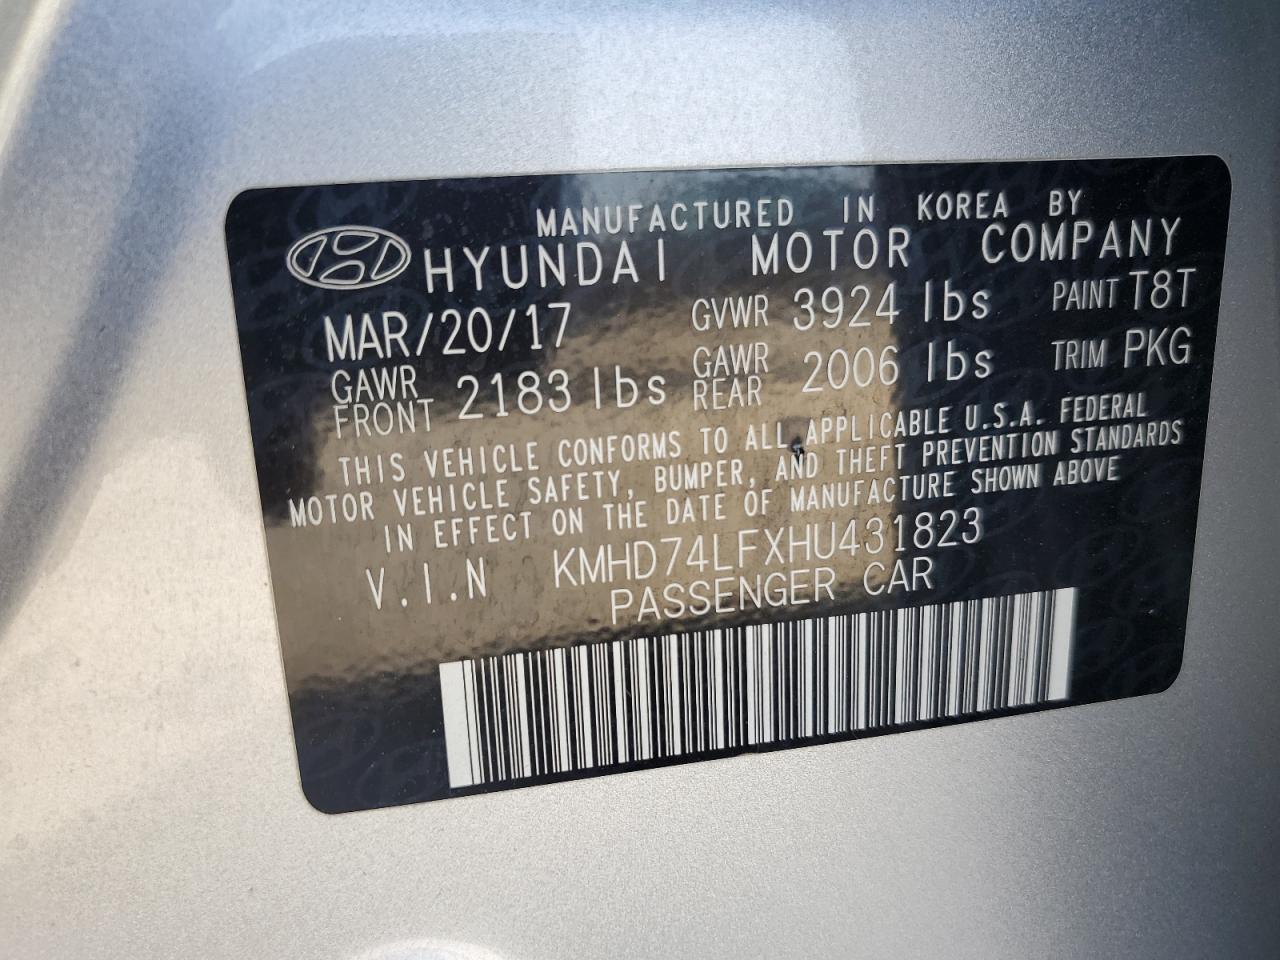 MANUFACTURED IN KOREA BY
HYUNDAI MOTOR COMPANY
MAR/20/17 GVWR 3924 lbs PAINT T8T
GAWR FRONT 2183 lbs GAWR REAR 2006 lbs TRIM PKG
THIS VEHICLE CONFORMS TO ALL APPLICABLE U.S.A. FEDERAL
MOTOR VEHICLE SAFETY, BUMPER, AND THEFT PREVENTION STANDARDS
IN EFFECT ON THE DATE OF MANUFACTURE SHOWN ABOVE
V.I.N KMHD74LFXHU431823
PASSENGER CAR